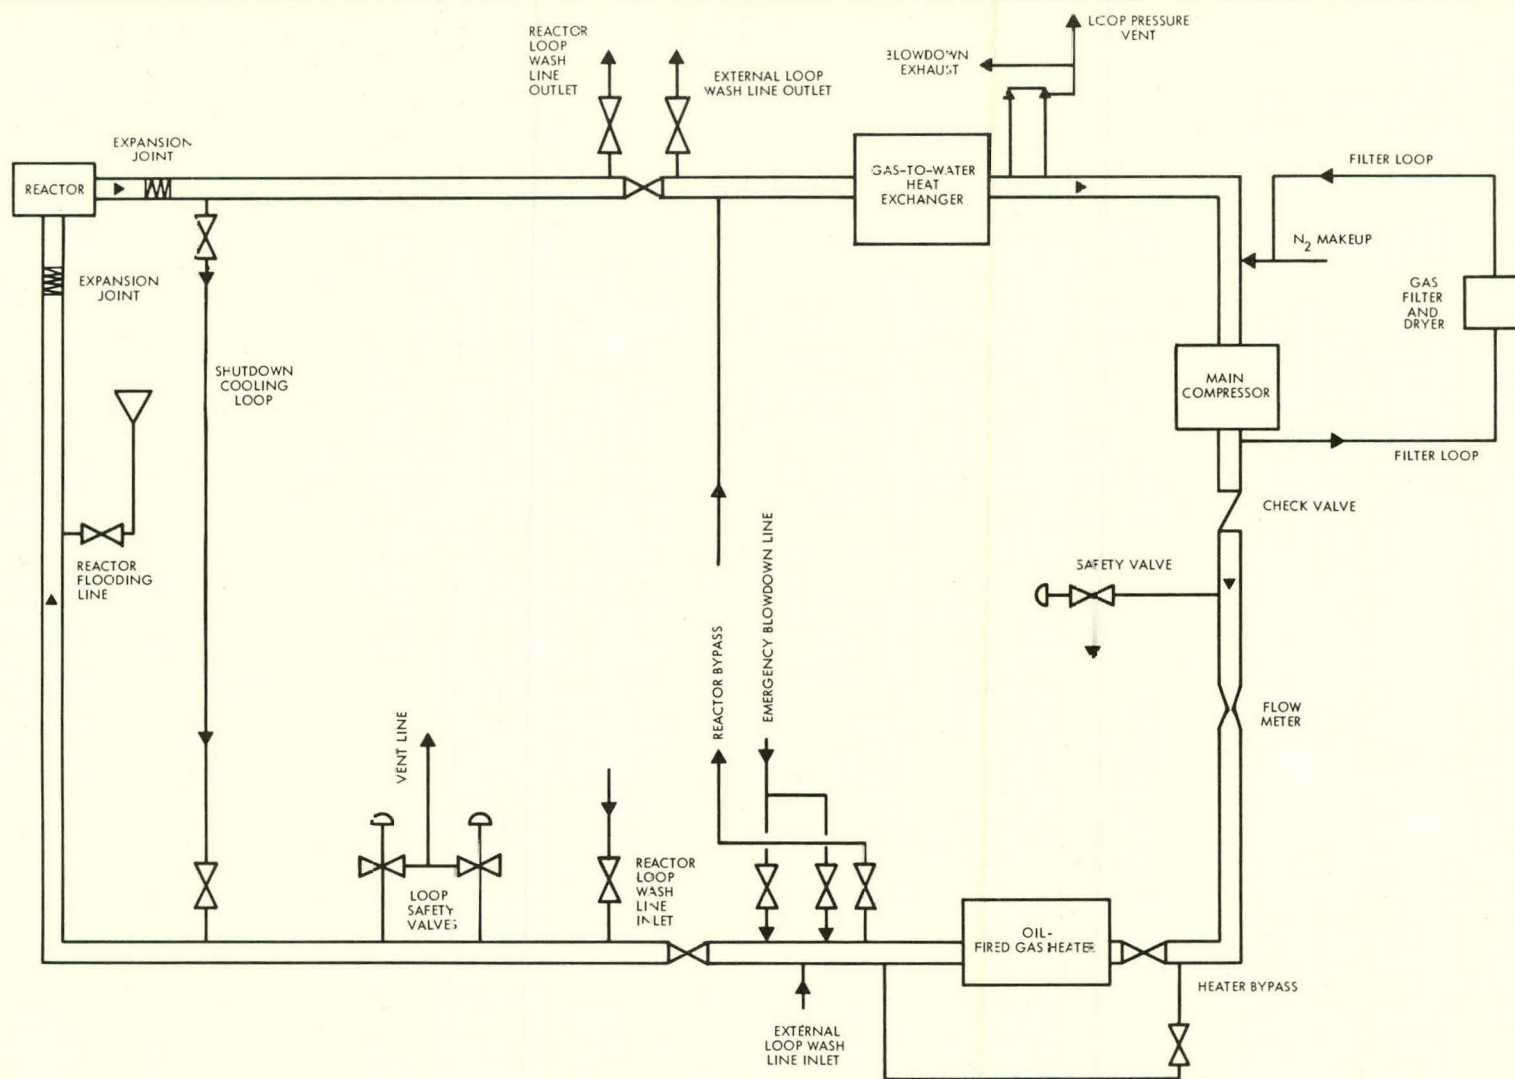 REACTOR
LOOP
WASH
LINE
OUTLET
EXTERNAL LOOP
WASH LINE OUTLET
LOOP PRESSURE
VENT
BLOWDOWN
EXHAUST
EXPANSION
JOINT
REACTOR
GAS-TO-WATER
HEAT
EXCHANGER
FILTER LOOP
N2 MAKEUP
EXPANSION
JOINT
GAS
FILTER
AND
DRYER
SHUTDOWN
COOLING
LOOP
MAIN
COMPRESSOR
FILTER LOOP
CHECK VALVE
REACTOR
FLOODING
LINE
SAFETY VALVE
REACTOR BYPASS
EMERGENCY BLOWDOWN LINE
FLOW
METER
VENT LINE
LOOP
SAFETY
VALVES
REACTOR
LOOP
WASH
LINE
INLET
OIL-
FIRED GAS HEATER
HEATER BYPASS
EXTERNAL
LOOP WASH
LINE INLET